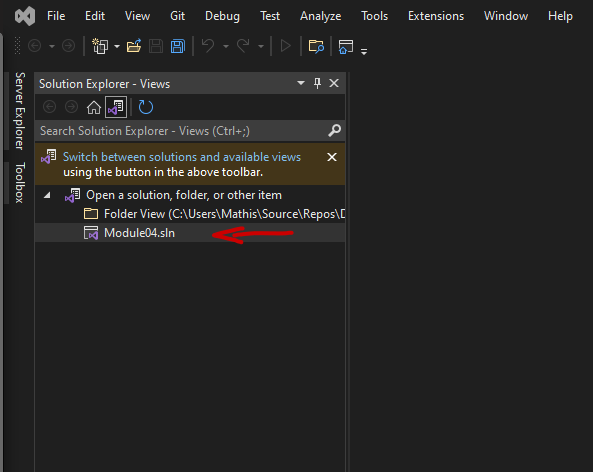 File Edit View Git Debug Test Analyze Tools Extensions Window Help
Server Explorer
Toolbox
Solution Explorer - Views
Search Solution Explorer - Views (Ctrl+;)
Switch between solutions and available views
using the button in the above toolbar.
Open a solution, folder, or other item
Folder View (C:\Users\Mathis\Source\Repos\D
Module04.sln